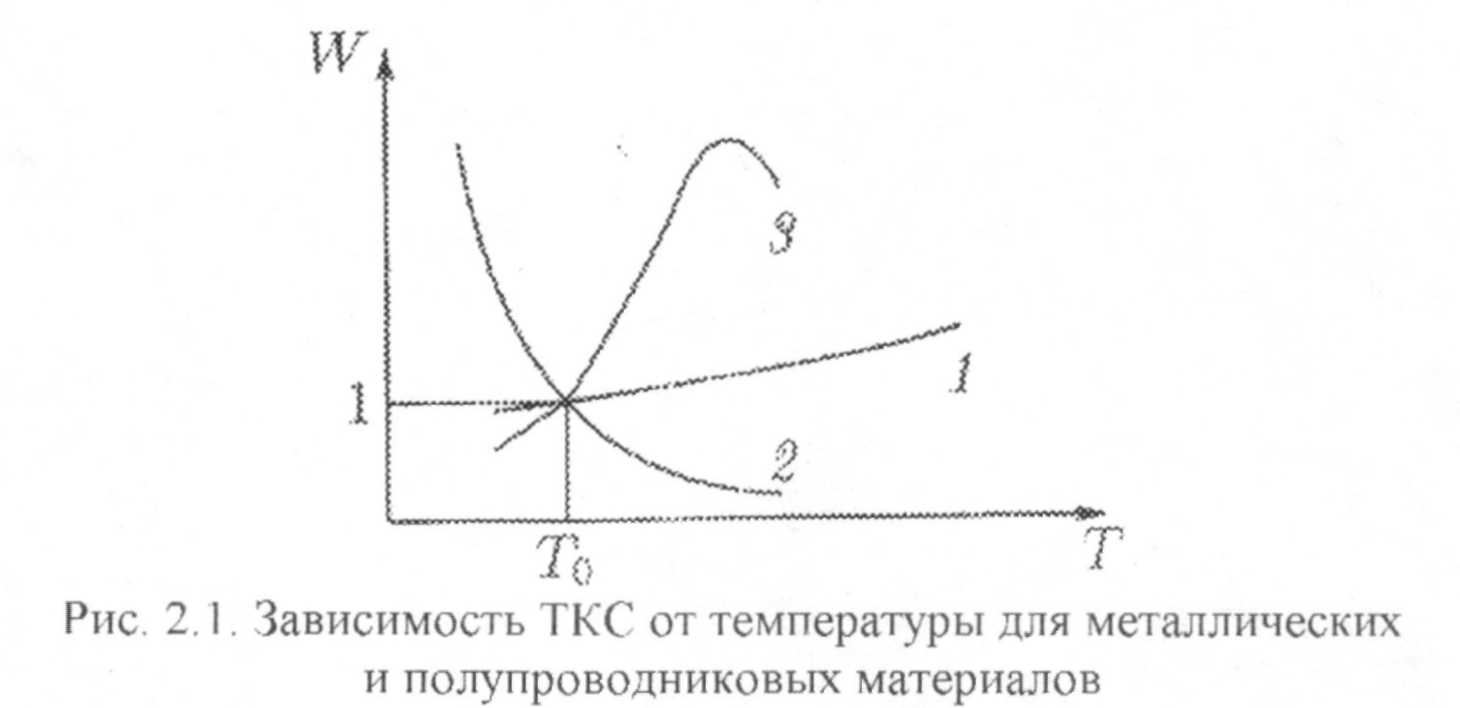 W
3
1
1
2
T₀
T
Рис. 2.1. Зависимость ТКС от температуры для металлических
и полупроводниковых материалов